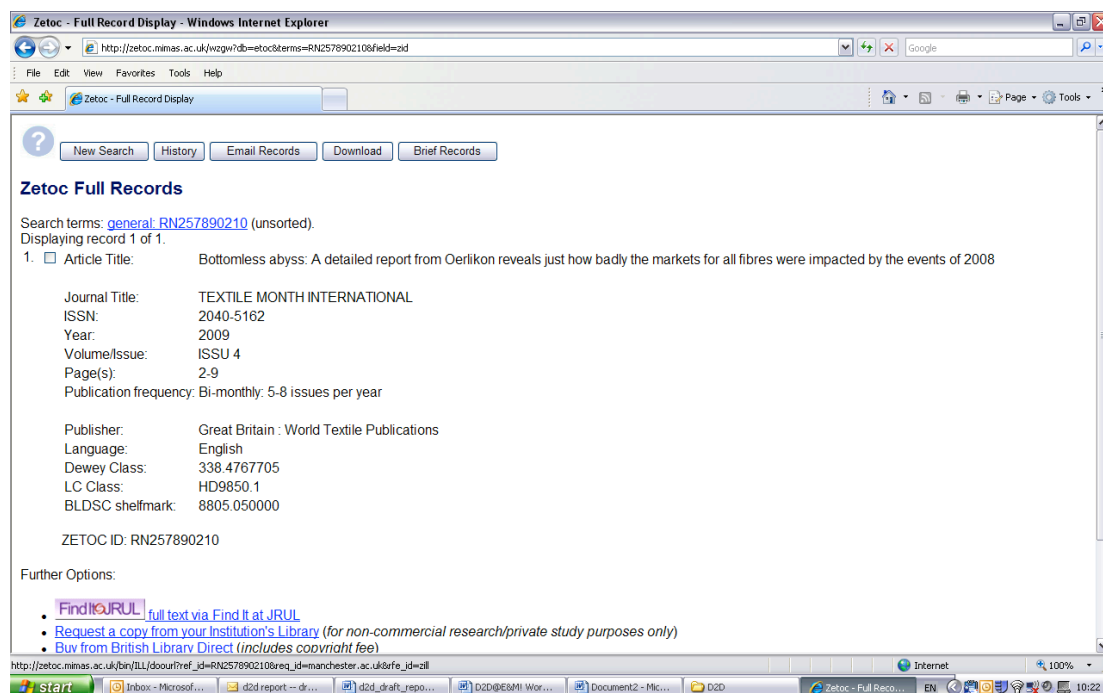 Zetoc - Full Record Display - Windows Internet Explorer
http://zetoc.mimas.ac.uk/wzgw?db=etoc&terms=RN257890210&field=zid
Google
File Edit View Favorites Tools Help
Zetoc - Full Record Display
Page Tools
New Search History Email Records Download Brief Records
Zetoc Full Records
Search terms: general: RN257890210 (unsorted).
Displaying record 1 of 1.
1. Article Title: Bottomless abyss: A detailed report from Oerlikon reveals just how badly the markets for all fibres were impacted by the events of 2008
Journal Title: TEXTILE MONTH INTERNATIONAL
ISSN: 2040-5162
Year: 2009
Volume/Issue: ISSU 4
Page(s): 2-9
Publication frequency: Bi-monthly: 5-8 issues per year
Publisher: Great Britain : World Textile Publications
Language: English
Dewey Class: 338.4767705
LC Class: HD9850.1
BLDSC shelfmark: 8805.050000
ZETOC ID: RN257890210
Further Options:
Find It@JRUL full text via Find It at JRUL
Request a copy from your Institution's Library (for non-commercial research/private study purposes only)
Buy from British Library Direct (includes copyright fee)
http://zetoc.mimas.ac.uk/bin/ILL/doourl?ref_id=RN257890210&req_id=manchester.ac.uk&rfe_id=zill
Internet 100%
start Inbox - Microsof... d2d report -- dr... d2d_draft_repo... D2D@E&MI Wor... Document2 - Mic... D2D Zetoc - Full Reco... EN 10:22